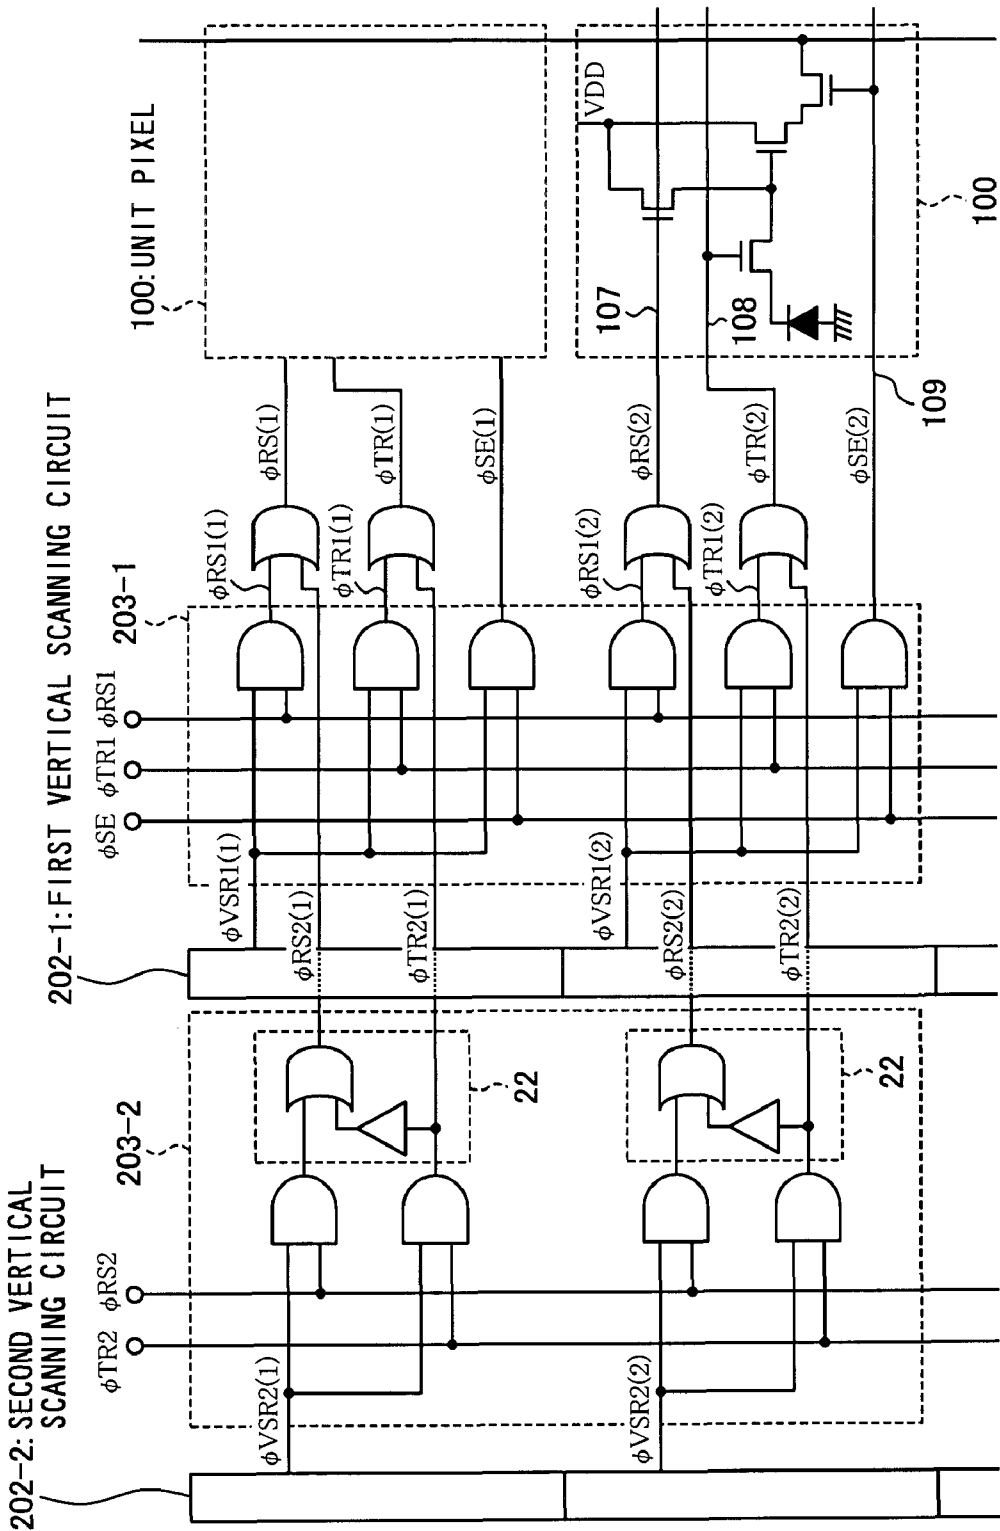 202-2: SECOND VERTICAL
SCANNING CIRCUIT
202-1: FIRST VERTICAL SCANNING CIRCUIT
100: UNIT PIXEL
203-2
203-1
φTR2
φRS2
φSE
φTR1
φRS1
φVSR2(1)
22
φRS2(1)
φTR2(1)
φVSR1(1)
φRS1(1)
φTR1(1)
φRS(1)
φTR(1)
φSE(1)
φVSR2(2)
22
φRS2(2)
φTR2(2)
φVSR1(2)
φRS1(2)
φTR1(2)
φRS(2)
φTR(2)
φSE(2)
107
108
109
VDD
100